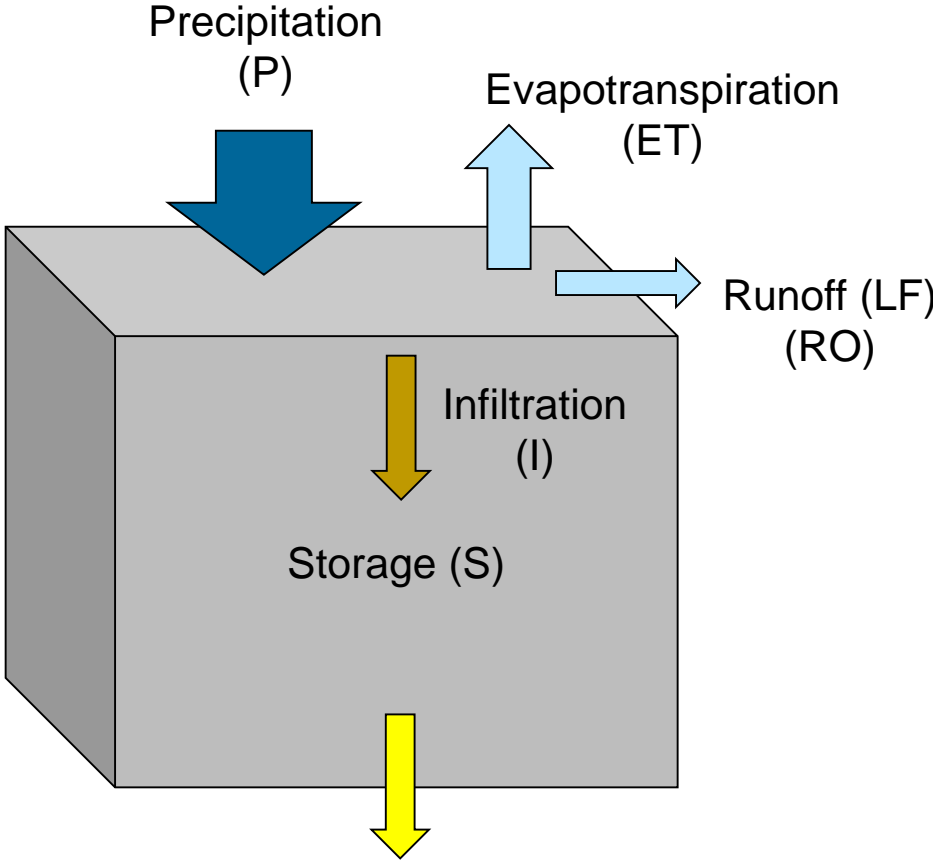 Precipitation
(P)
Evapotranspiration
(ET)
Runoff (LF)
(RO)
Infiltration
(I)
Storage (S)